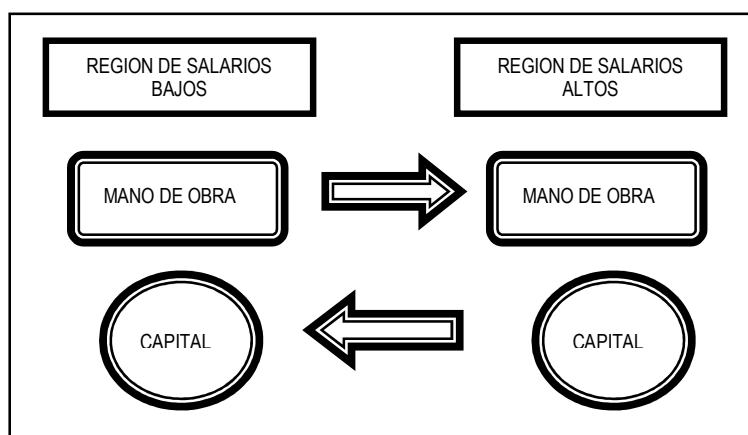 REGION DE SALARIOS
BAJOS
REGION DE SALARIOS
ALTOS
MANO DE OBRA
MANO DE OBRA
CAPITAL
CAPITAL